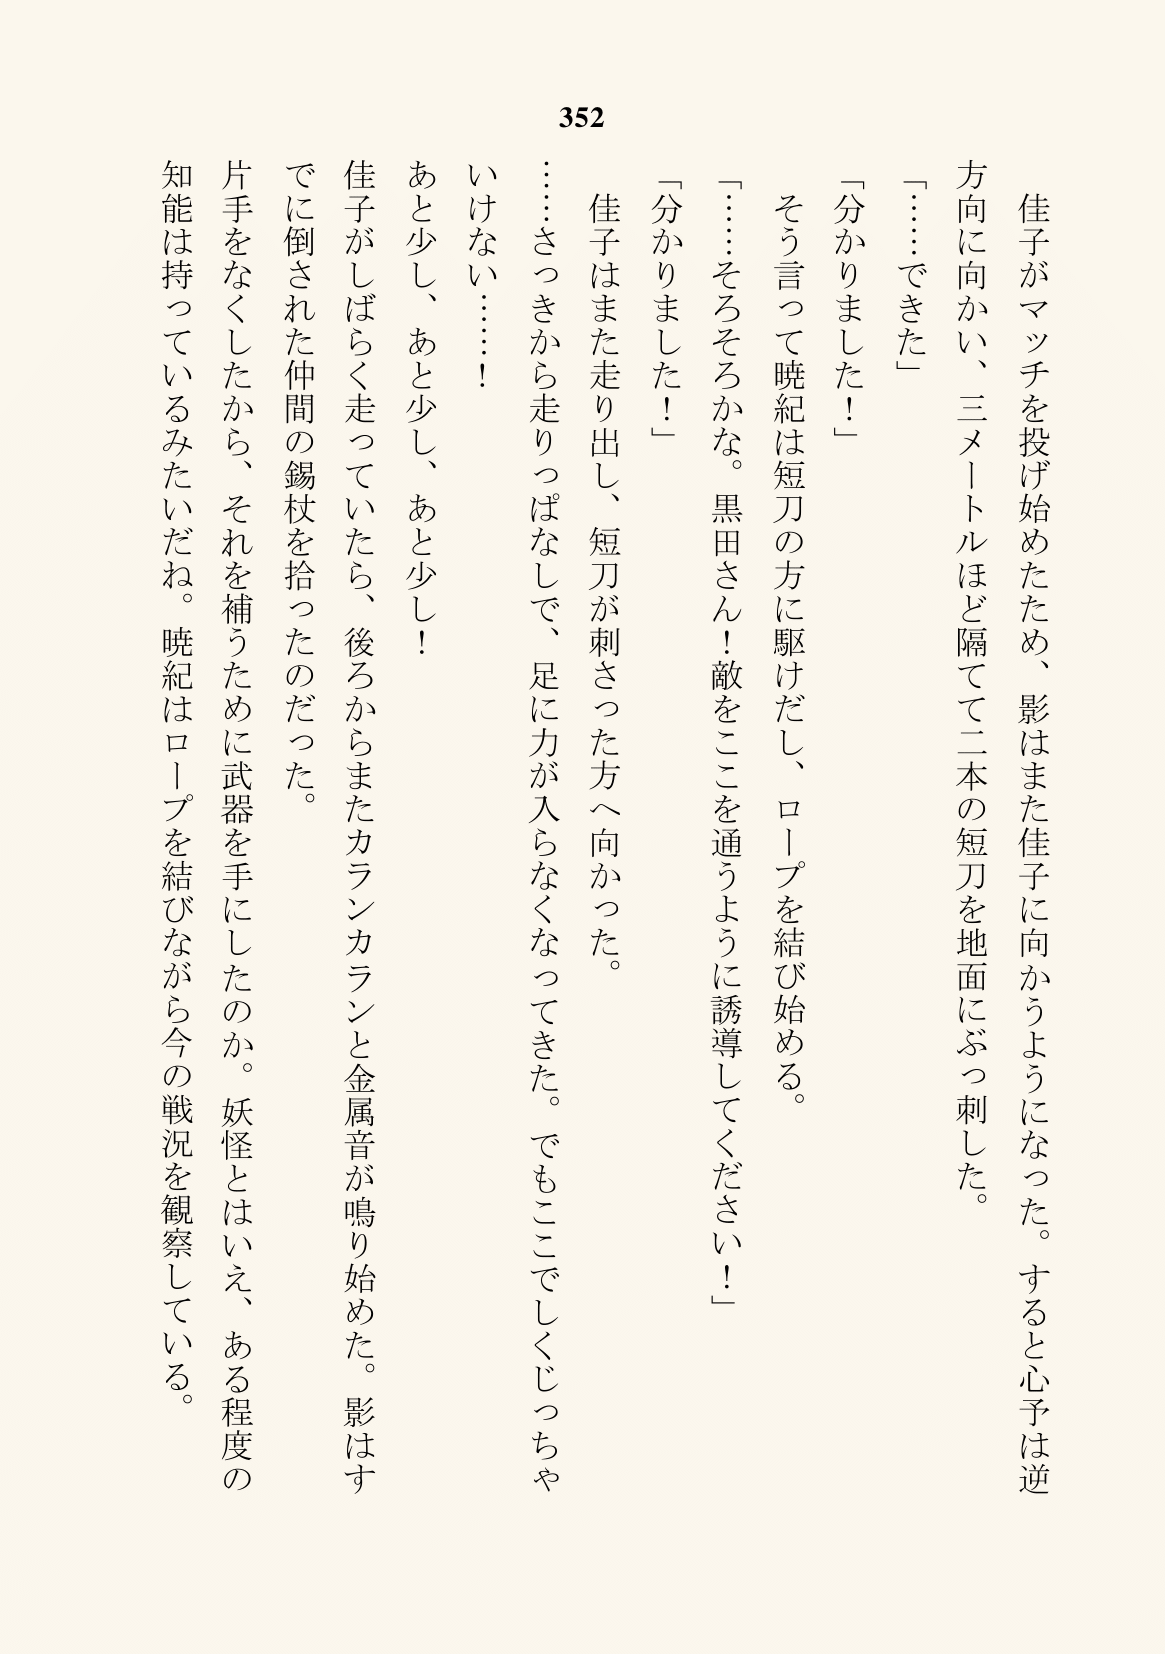 352
　佳子がマッチを投げ始めたため、影はまた佳子に向かうようになった。すると心予は逆
方向に向かい、三メートルほど隔てて二本の短刀を地面にぶっ刺した。
「……できた」
「分かりました！」
　そう言って暁紀は短刀の方に駆けだし、ロープを結び始める。
「……そろそろかな。黒田さん！敵をここを通うように誘導してください！」
「分かりました！」
　佳子はまた走り出し、短刀が刺さった方へ向かった。
……さっきから走りっぱなしで、足に力が入らなくなってきた。でもここでしくじっちゃ
いけない……！
あと少し、あと少し、あと少し！
佳子がしばらく走っていたら、後ろからまたカランカランと金属音が鳴り始めた。影はす
でに倒された仲間の錫杖を拾ったのだった。
片手をなくしたから、それを補うために武器を手にしたのか。妖怪とはいえ、ある程度の
知能は持っているみたいだね。暁紀はロープを結びながら今の戦況を観察している。